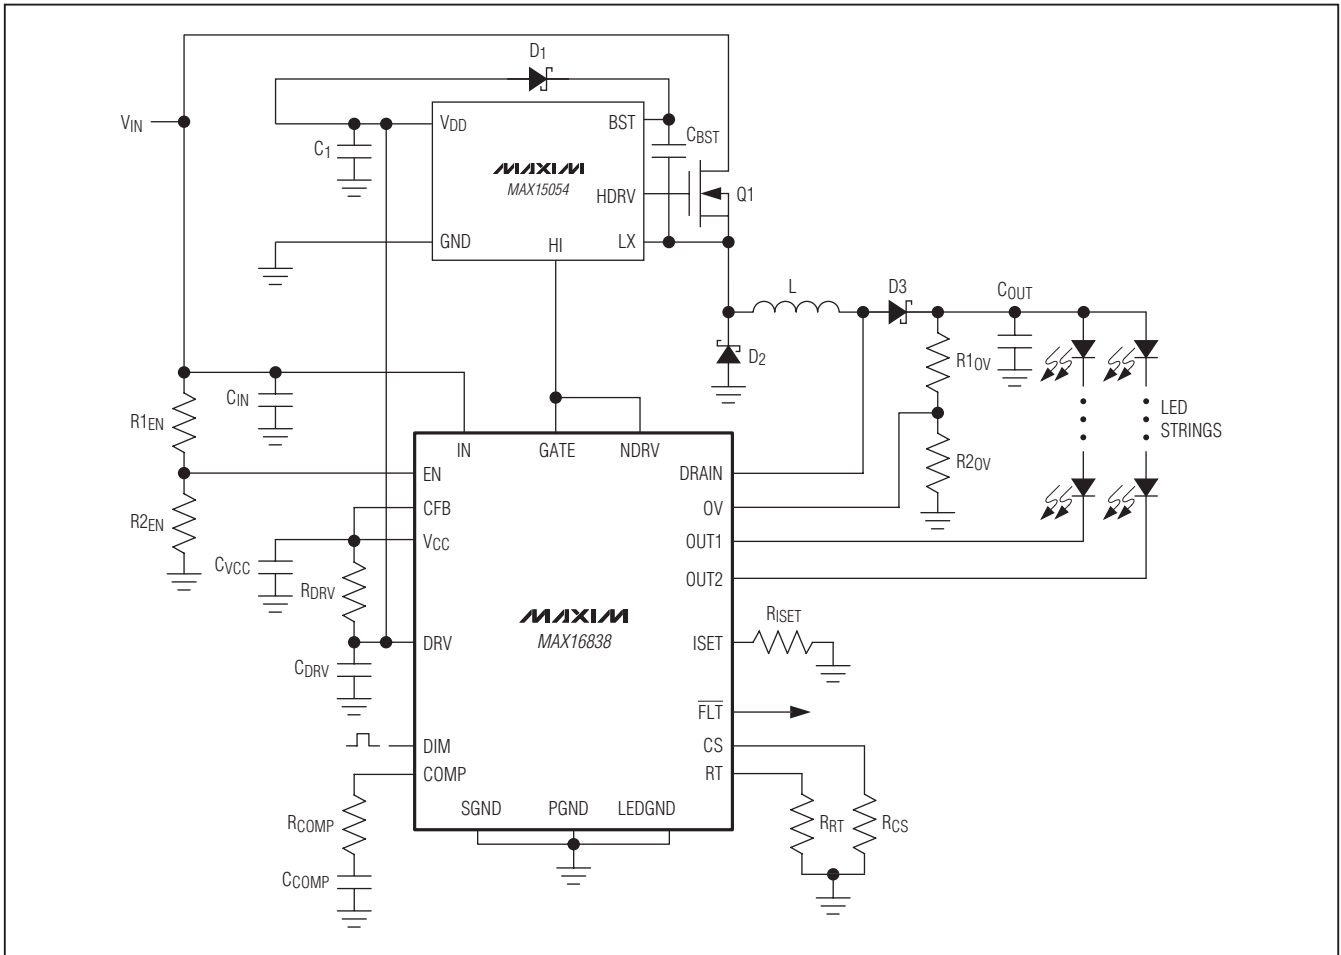 D1
VIN
VDD
BST
CBST
C1
MAXIM
MAX15054
HDRV
Q1
GND
HI
LX
L
D3
COUT
D2
R1OV
CIN
R1EN
LED
STRINGS
IN
GATE
NDRV
EN
DRAIN
R2OV
CFB
OV
R2EN
VCC
OUT1
CVCC
RDRV
OUT2
MAXIM
MAX16838
RISET
DRV
ISET
CDRV
FLT
DIM
CS
COMP
RT
SGND
PGND
LEDGND
RCOMP
RRT
RCS
CCOMP